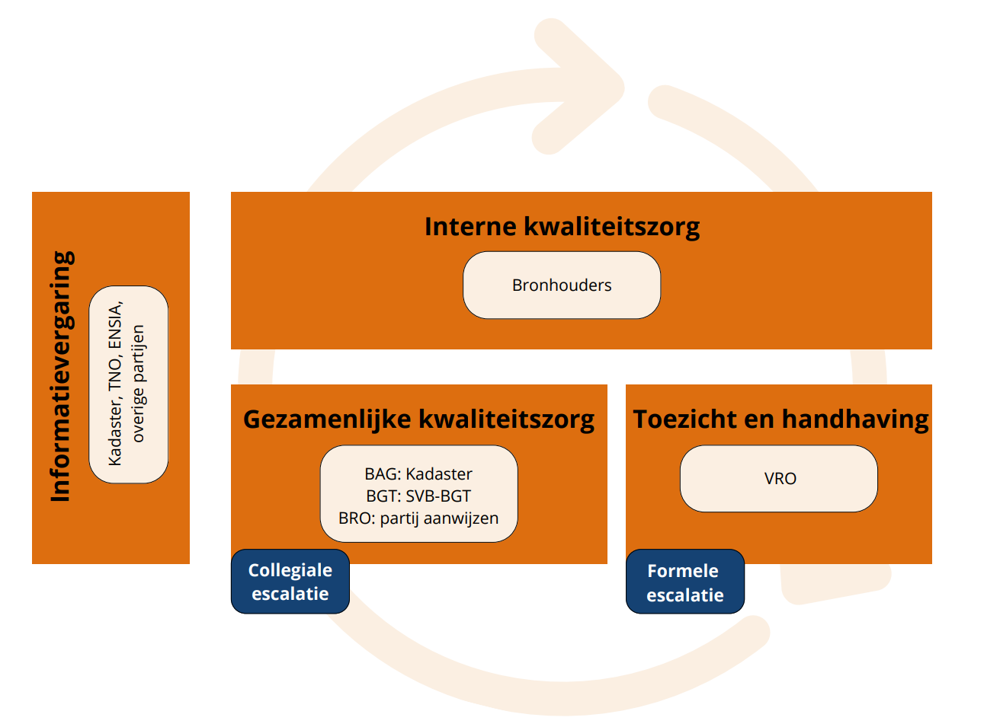 Informatievergaring
Kadaster, TNO, ENSIA,
overige partijen
Interne kwaliteitszorg
Bronhouders
Gezamenlijke kwaliteitszorg
BAG: Kadaster
BGT: SVB-BGT
BRO: partij aanwijzen
Collegiale
escalatie
Toezicht en handhaving
VRO
Formele
escalatie